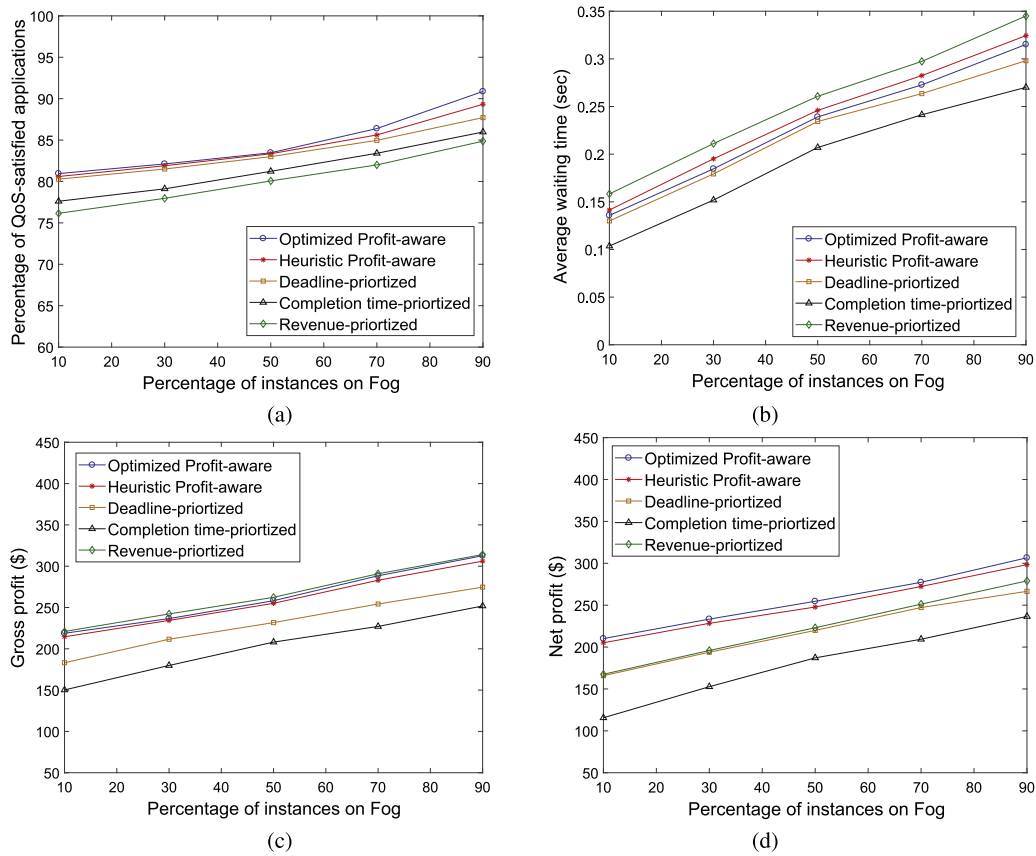 100
95
90
85
80
75
70
65
60
Percentage of QoS-satisfied applications
Optimized Profit-aware
Heuristic Profit-aware
Deadline-priortized
Completion time-priortized
Revenue-priortized
10 20 30 40 50 60 70 80 90
Percentage of instances on Fog
(a)
0.35
0.3
0.25
0.2
0.15
0.1
0.05
0
Average waiting time (sec)
Optimized Profit-aware
Heuristic Profit-aware
Deadline-priortized
Completion time-priortized
Revenue-priortized
10 20 30 40 50 60 70 80 90
Percentage of instances on Fog
(b)
450
400
350
300
250
200
150
100
50
Gross profit ($)
Optimized Profit-aware
Heuristic Profit-aware
Deadline-priortized
Completion time-priortized
Revenue-priortized
10 20 30 40 50 60 70 80 90
Percentage of instances on Fog
(c)
450
400
350
300
250
200
150
100
50
Net profit ($)
Optimized Profit-aware
Heuristic Profit-aware
Deadline-priortized
Completion time-priortized
Revenue-priortized
10 20 30 40 50 60 70 80 90
Percentage of instances on Fog
(d)